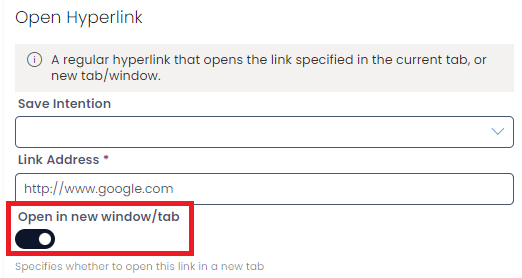 Open Hyperlink
A regular hyperlink that opens the link specified in the current tab, or
new tab/window.
Save Intention
Link Address *
http://www.google.com
Open in new window/tab
Specifies whether to open this link in a new tab